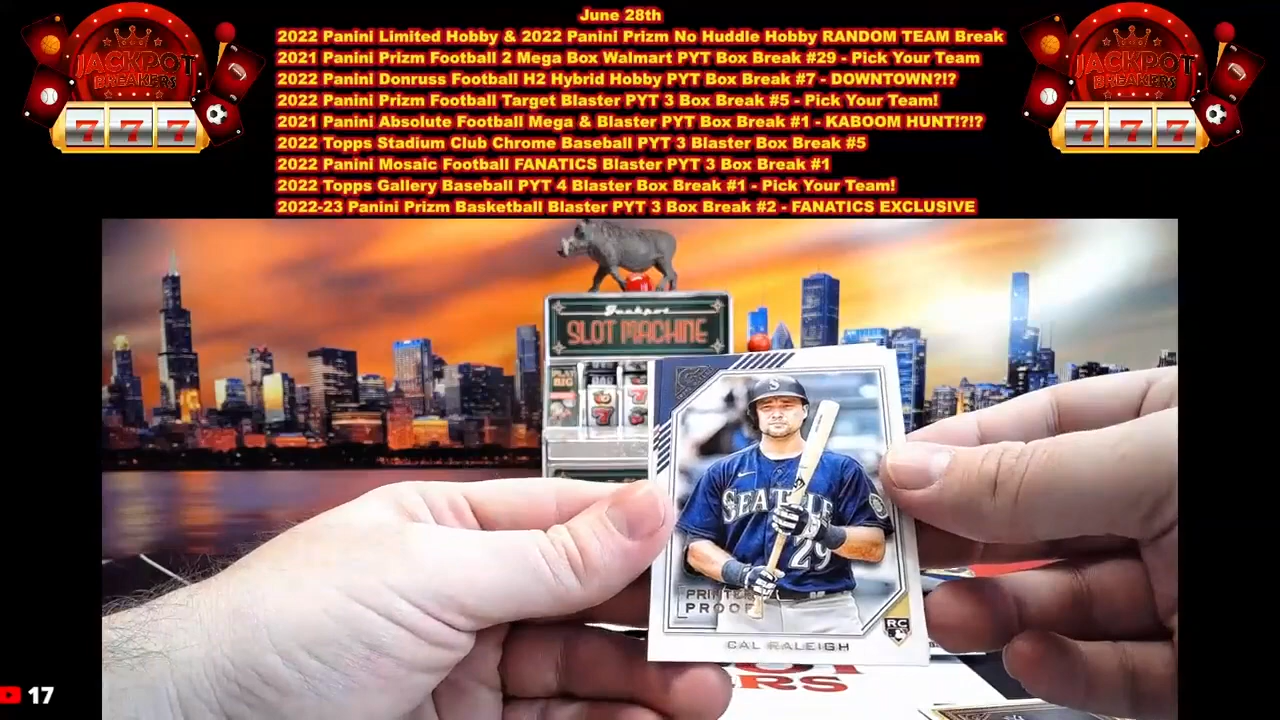 June 28th
2022 Panini Limited Hobby & 2022 Panini Prizm No Huddle Hobby RANDOM TEAM Break
2021 Panini Prizm Football 2 Mega Box Walmart PYT Box Break #29 - Pick Your Team
2022 Panini Donruss Football H2 Hybrid Hobby PYT Box Break #7 - DOWNTOWN?!?
2022 Panini Prizm Football Target Blaster PYT 3 Box Break #5 - Pick Your Team!
2021 Panini Absolute Football Mega & Blaster PYT Box Break #1 - KABOOM HUNT!?!?
2022 Topps Stadium Club Chrome Baseball PYT 3 Blaster Box Break #5
2022 Panini Mosaic Football FANATICS Blaster PYT 3 Box Break #1
2022 Topps Gallery Baseball PYT 4 Blaster Box Break #1 - Pick Your Team!
2022-23 Panini Prizm Basketball Blaster PYT 3 Box Break #2 - FANATICS EXCLUSIVE
JACKPOT
BREAKERS
777
JACKPOT
BREAKERS
777
Jackpot
SLOT MACHINE
BIG
S
SEATTLE
29
PRINTER
PROOF
RC
CAL RALEIGH
17